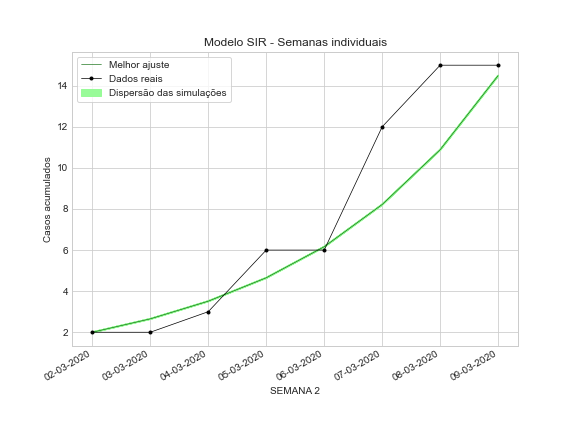 Modelo SIR - Semanas individuais
Melhor ajuste
Dados reais
Dispersão das simulações
Casos acumulados
14
12
10
8
6
4
2
02-03-2020
03-03-2020
04-03-2020
05-03-2020
06-03-2020
07-03-2020
08-03-2020
09-03-2020
SEMANA 2